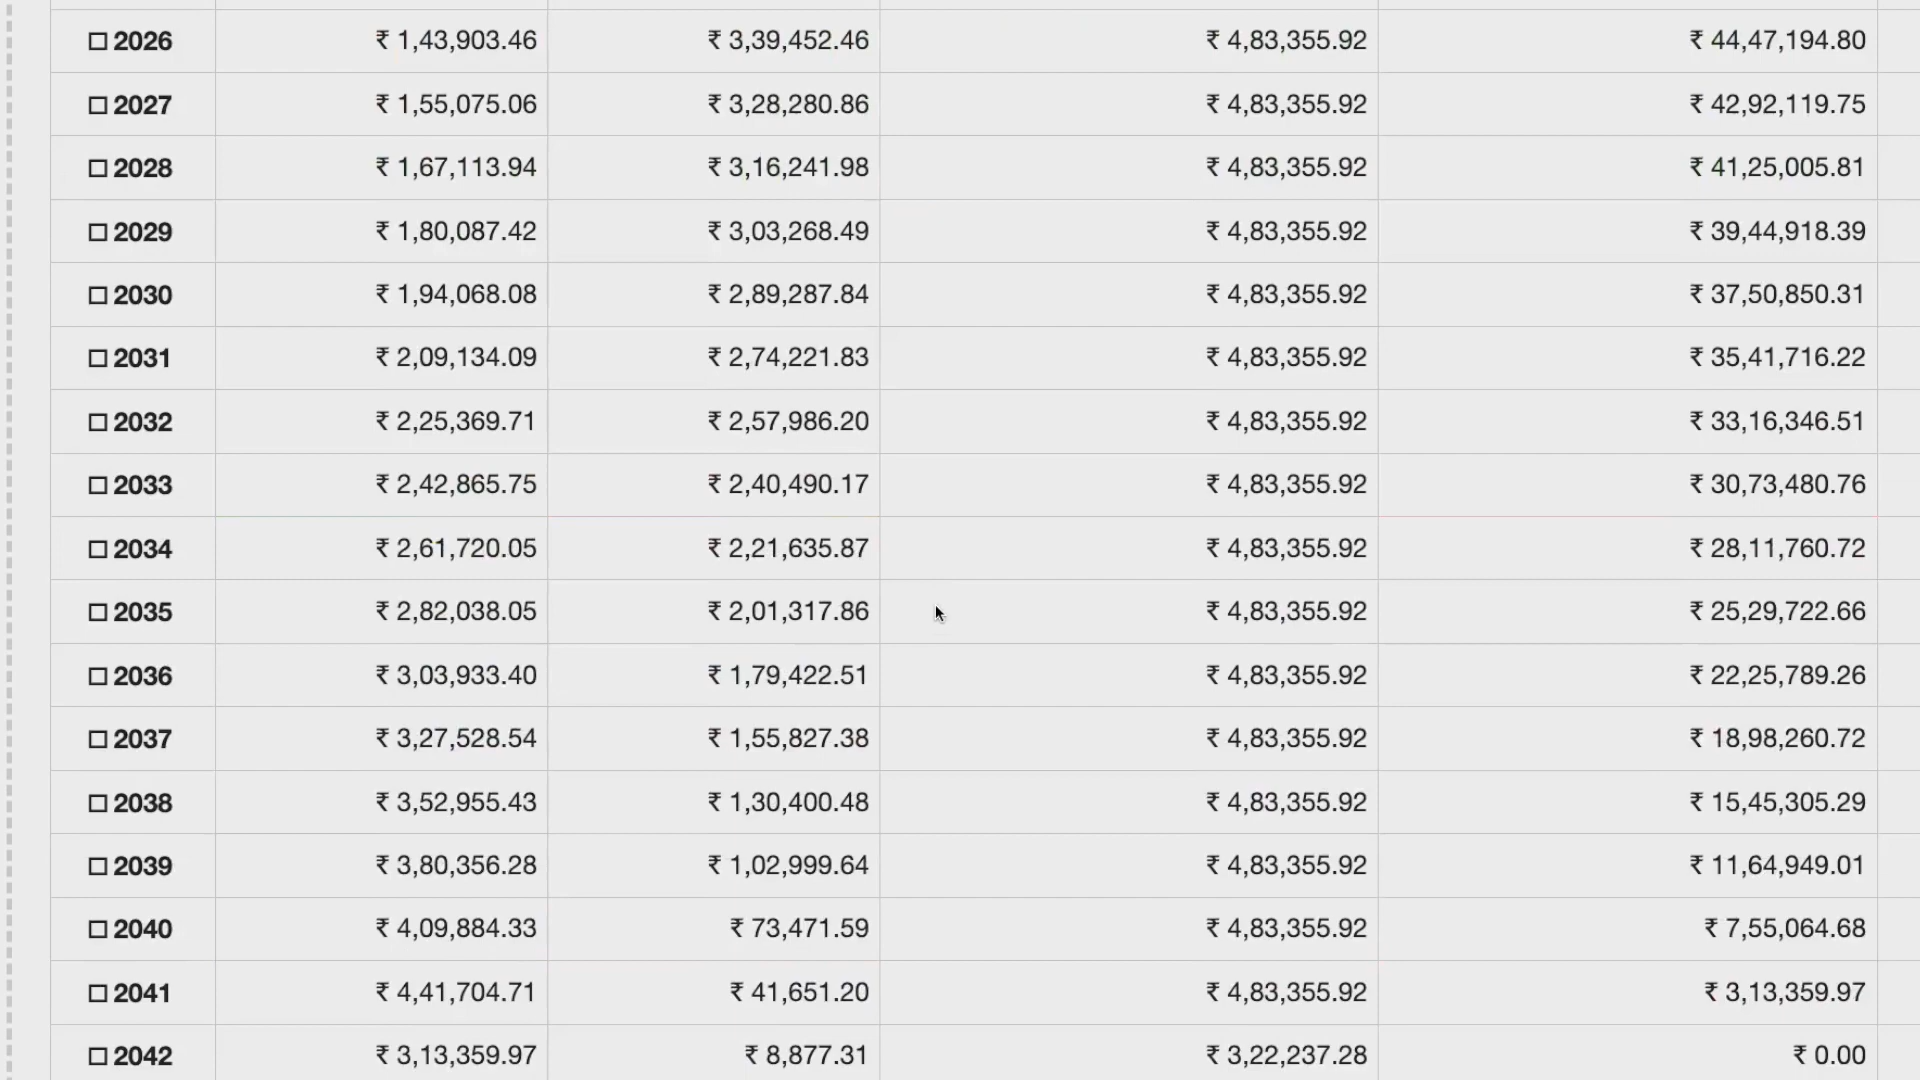 2026 ₹ 1,43,903.46 ₹ 3,39,452.46 ₹ 4,83,355.92 ₹ 44,47,194.80
2027 ₹ 1,55,075.06 ₹ 3,28,280.86 ₹ 4,83,355.92 ₹ 42,92,119.75
2028 ₹ 1,67,113.94 ₹ 3,16,241.98 ₹ 4,83,355.92 ₹ 41,25,005.81
2029 ₹ 1,80,087.42 ₹ 3,03,268.49 ₹ 4,83,355.92 ₹ 39,44,918.39
2030 ₹ 1,94,068.08 ₹ 2,89,287.84 ₹ 4,83,355.92 ₹ 37,50,850.31
2031 ₹ 2,09,134.09 ₹ 2,74,221.83 ₹ 4,83,355.92 ₹ 35,41,716.22
2032 ₹ 2,25,369.71 ₹ 2,57,986.20 ₹ 4,83,355.92 ₹ 33,16,346.51
2033 ₹ 2,42,865.75 ₹ 2,40,490.17 ₹ 4,83,355.92 ₹ 30,73,480.76
2034 ₹ 2,61,720.05 ₹ 2,21,635.87 ₹ 4,83,355.92 ₹ 28,11,760.72
2035 ₹ 2,82,038.05 ₹ 2,01,317.86 ₹ 4,83,355.92 ₹ 25,29,722.66
2036 ₹ 3,03,933.40 ₹ 1,79,422.51 ₹ 4,83,355.92 ₹ 22,25,789.26
2037 ₹ 3,27,528.54 ₹ 1,55,827.38 ₹ 4,83,355.92 ₹ 18,98,260.72
2038 ₹ 3,52,955.43 ₹ 1,30,400.48 ₹ 4,83,355.92 ₹ 15,45,305.29
2039 ₹ 3,80,356.28 ₹ 1,02,999.64 ₹ 4,83,355.92 ₹ 11,64,949.01
2040 ₹ 4,09,884.33 ₹ 73,471.59 ₹ 4,83,355.92 ₹ 7,55,064.68
2041 ₹ 4,41,704.71 ₹ 41,651.20 ₹ 4,83,355.92 ₹ 3,13,359.97
2042 ₹ 3,13,359.97 ₹ 8,877.31 ₹ 3,22,237.28 ₹ 0.00